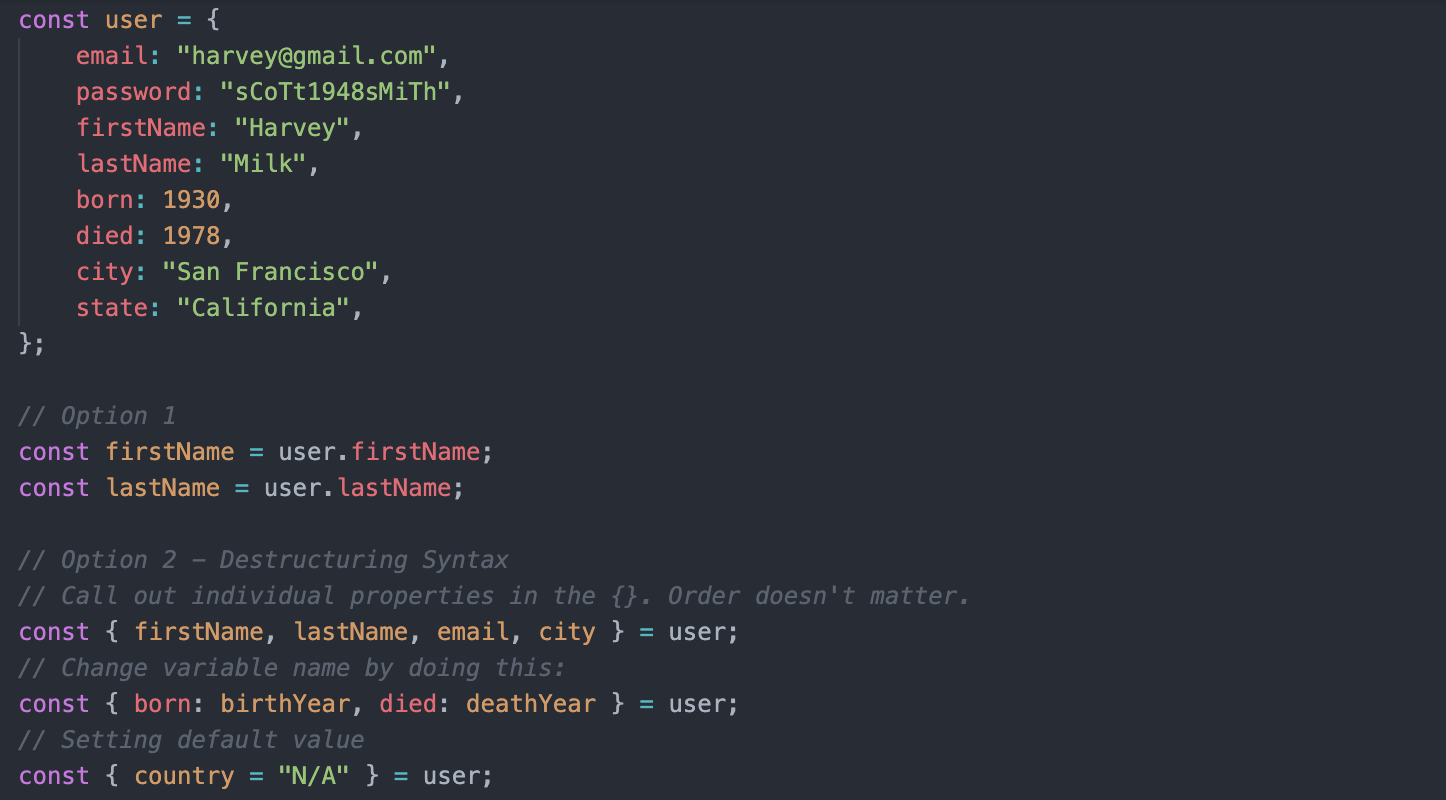 const user = {
    email: "harvey@gmail.com",
    password: "sCoTt1948sMiTh",
    firstName: "Harvey",
    lastName: "Milk",
    born: 1930,
    died: 1978,
    city: "San Francisco",
    state: "California",
};

// Option 1
const firstName = user.firstName;
const lastName = user.lastName;

// Option 2 – Destructuring Syntax
// Call out individual properties in the {}. Order doesn't matter.
const { firstName, lastName, email, city } = user;
// Change variable name by doing this:
const { born: birthYear, died: deathYear } = user;
// Setting default value
const { country = "N/A" } = user;